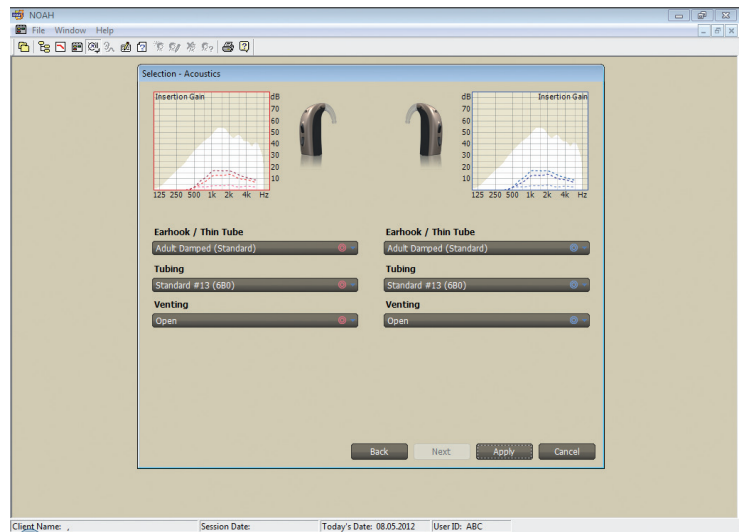 NOAH
File Window Help
Selection - Acoustics
Insertion Gain dB
70
60
50
40
30
20
10
125 250 500 1k 2k 4k Hz
dB Insertion Gain
70
60
50
40
30
20
10
125 250 500 1k 2k 4k Hz
Earhook / Thin Tube
Adult Damped (Standard)
Tubing
Standard #13 (6B0)
Venting
Open
Earhook / Thin Tube
Adult Damped (Standard)
Tubing
Standard #13 (6B0)
Venting
Open
Back Next Apply Cancel
Client Name: , Session Date: Today's Date: 08.05.2012 User ID: ABC